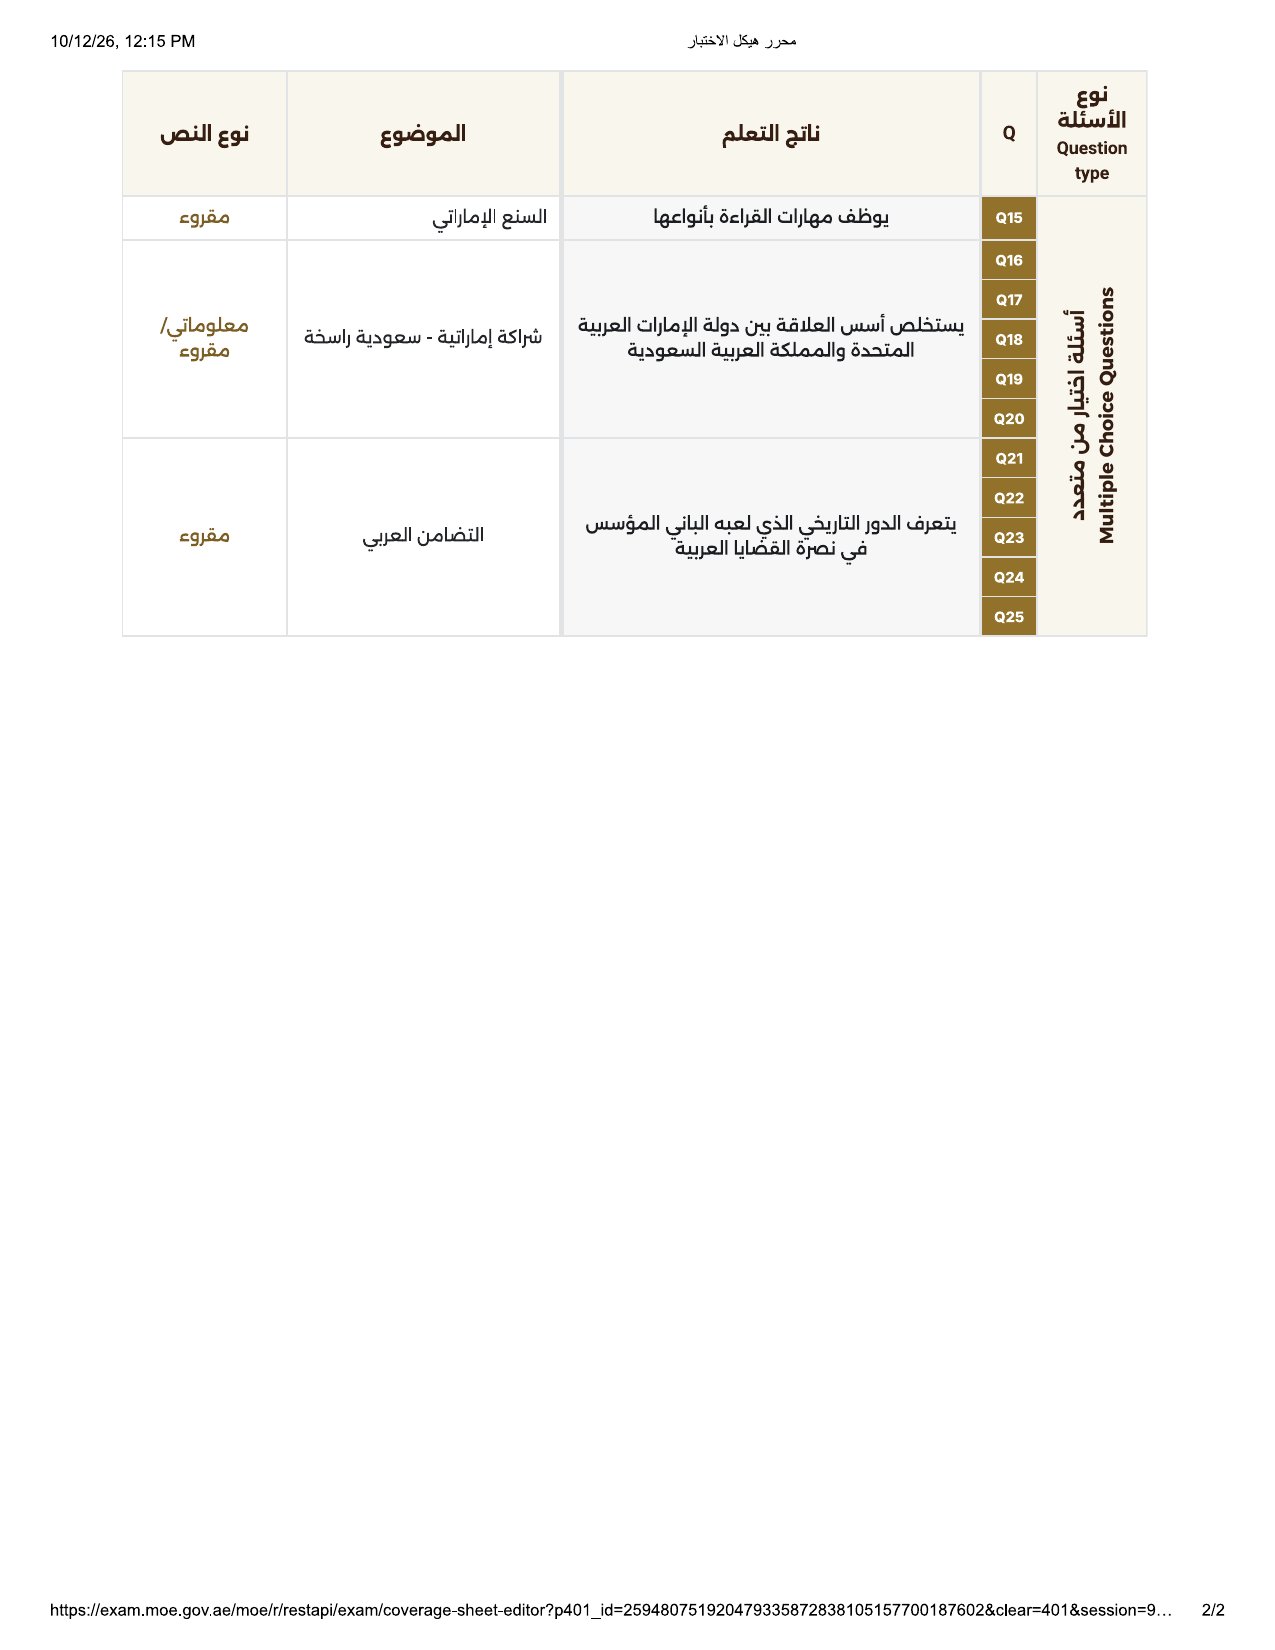 10/12/26, 12:15 PM
محرر هيكل الاختبار
نوع
الأسئلة
Question
type
Q
ناتج التعلم
الموضوع
نوع النص
أسئلة اختيار من متعدد
Multiple Choice Questions
Q15
يوظف مهارات القراءة بأنواعها
السنع الإماراتي
مقروء
Q16
Q17
Q18
Q19
Q20
يستخلص أسس العلاقة بين دولة الإمارات العربية
المتحدة والمملكة العربية السعودية
شراكة إماراتية - سعودية راسخة
معلوماتي/
مقروء
Q21
Q22
Q23
Q24
Q25
يتعرف الدور التاريخي الذي لعبه الباني المؤسس
في نصرة القضايا العربية
التضامن العربي
مقروء
https://exam.moe.gov.ae/moe/r/restapi/exam/coverage-sheet-editor?p401_id=259480751920479335872838105157700187602&clear=401&session=9…
2/2